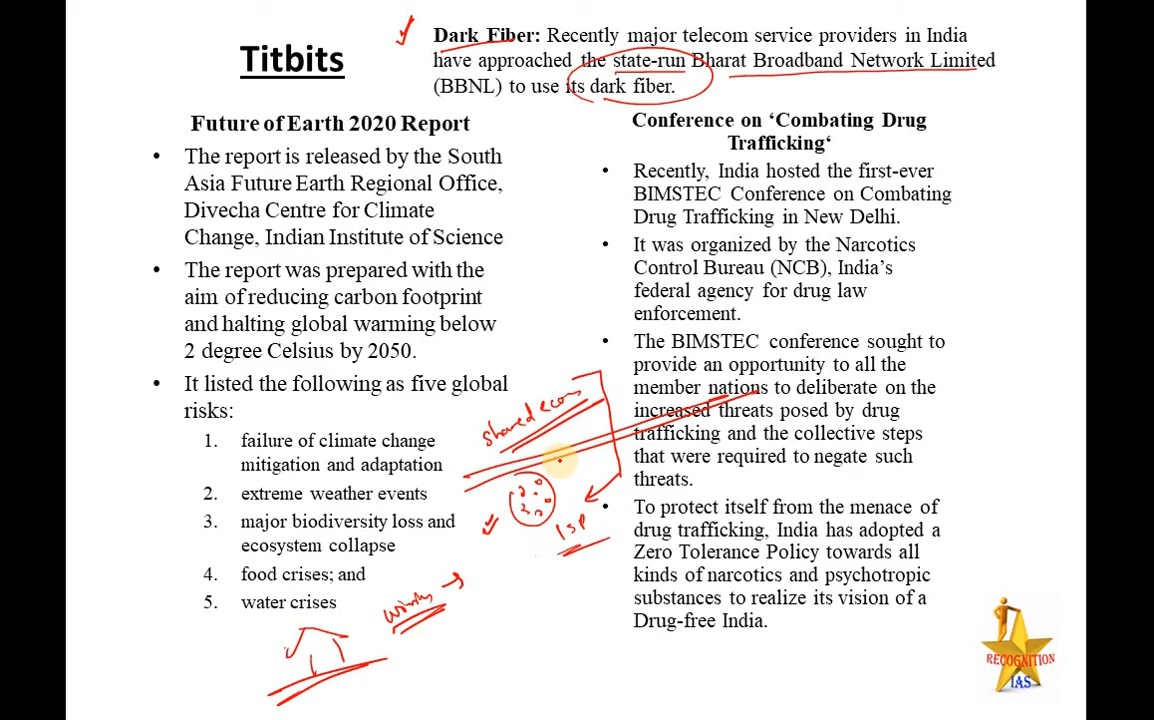 Titbits
Dark Fiber: Recently major telecom service providers in India
have approached the state-run Bharat Broadband Network Limited
(BBNL) to use its dark fiber.
Future of Earth 2020 Report
• The report is released by the South
Asia Future Earth Regional Office,
Divecha Centre for Climate
Change, Indian Institute of Science
• The report was prepared with the
aim of reducing carbon footprint
and halting global warming below
2 degree Celsius by 2050.
• It listed the following as five global
risks:
1. failure of climate change
mitigation and adaptation
2. extreme weather events
3. major biodiversity loss and
ecosystem collapse
4. food crises; and
5. water crises
shared econ
ISP
Conference on ‘Combating Drug
Trafficking‘
• Recently, India hosted the first-ever
BIMSTEC Conference on Combating
Drug Trafficking in New Delhi.
• It was organized by the Narcotics
Control Bureau (NCB), India’s
federal agency for drug law
enforcement.
• The BIMSTEC conference sought to
provide an opportunity to all the
member nations to deliberate on the
increased threats posed by drug
trafficking and the collective steps
that were required to negate such
threats.
• To protect itself from the menace of
drug trafficking, India has adopted a
Zero Tolerance Policy towards all
kinds of narcotics and psychotropic
substances to realize its vision of a
Drug-free India.
RECOGNITION
IAS